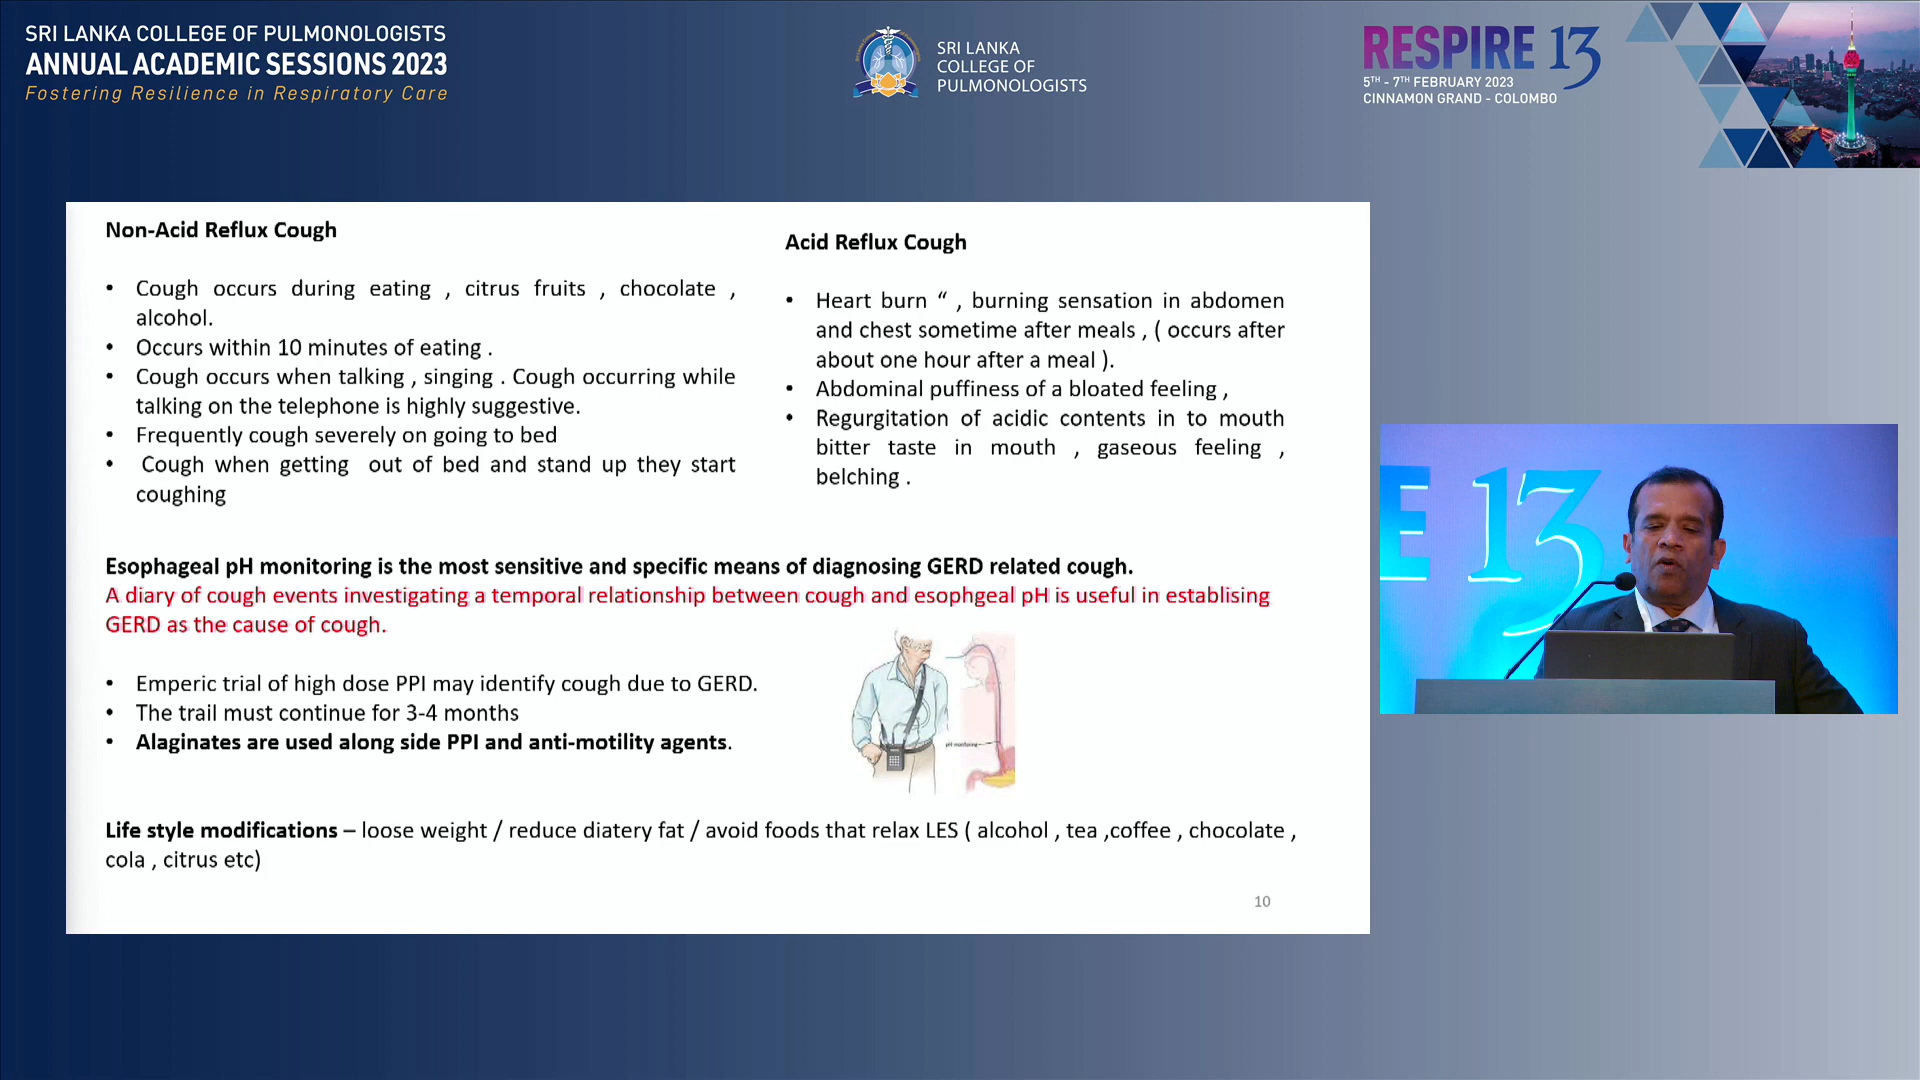 SRI LANKA COLLEGE OF PULMONOLOGISTS
ANNUAL ACADEMIC SESSIONS 2023
Fostering Resilience in Respiratory Care
SRI LANKA
COLLEGE OF
PULMONOLOGISTS
RESPIRE 13
5TH - 7TH FEBRUARY 2023
CINNAMON GRAND - COLOMBO
Non-Acid Reflux Cough
• Cough occurs during eating , citrus fruits , chocolate ,
alcohol.
• Occurs within 10 minutes of eating .
• Cough occurs when talking , singing . Cough occurring while
talking on the telephone is highly suggestive.
• Frequently cough severely on going to bed
• Cough when getting out of bed and stand up they start
coughing
Acid Reflux Cough
• Heart burn “ , burning sensation in abdomen
and chest sometime after meals , ( occurs after
about one hour after a meal ).
• Abdominal puffiness of a bloated feeling ,
• Regurgitation of acidic contents in to mouth
bitter taste in mouth , gaseous feeling ,
belching .
Esophageal pH monitoring is the most sensitive and specific means of diagnosing GERD related cough.
A diary of cough events investigating a temporal relationship between cough and esophgeal pH is useful in establising
GERD as the cause of cough.
• Emperic trial of high dose PPI may identify cough due to GERD.
• The trail must continue for 3-4 months
• Alaginates are used along side PPI and anti-motility agents.
pH monitoring
Life style modifications – loose weight / reduce diatery fat / avoid foods that relax LES ( alcohol , tea ,coffee , chocolate ,
cola , citrus etc)
10
E 13